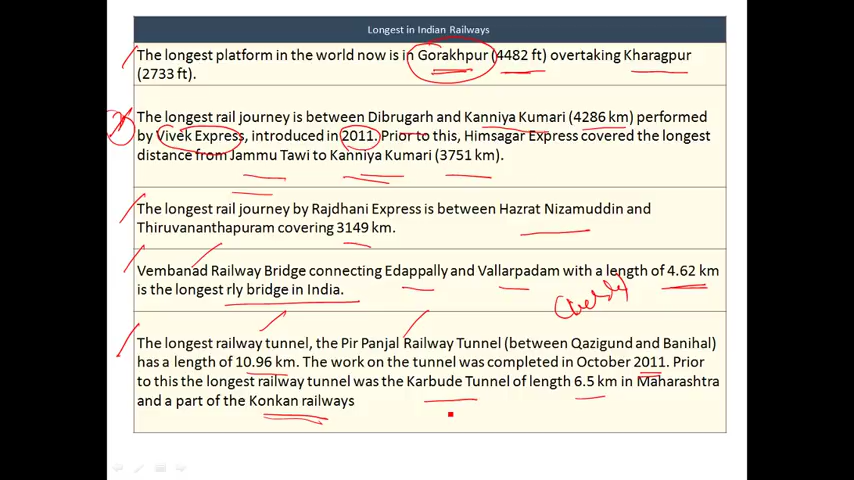 Longest in Indian Railways
The longest platform in the world now is in Gorakhpur (4482 ft) overtaking Kharagpur
(2733 ft).
The longest rail journey is between Dibrugarh and Kanniya Kumari (4286 km) performed
by Vivek Express, introduced in 2011. Prior to this, Himsagar Express covered the longest
distance from Jammu Tawi to Kanniya Kumari (3751 km).
The longest rail journey by Rajdhani Express is between Hazrat Nizamuddin and
Thiruvananthapuram covering 3149 km.
Vembanad Railway Bridge connecting Edappally and Vallarpadam with a length of 4.62 km
is the longest rly bridge in India.
The longest railway tunnel, the Pir Panjal Railway Tunnel (between Qazigund and Banihal)
has a length of 10.96 km. The work on the tunnel was completed in October 2011. Prior
to this the longest railway tunnel was the Karbude Tunnel of length 6.5 km in Maharashtra
and a part of the Konkan railways